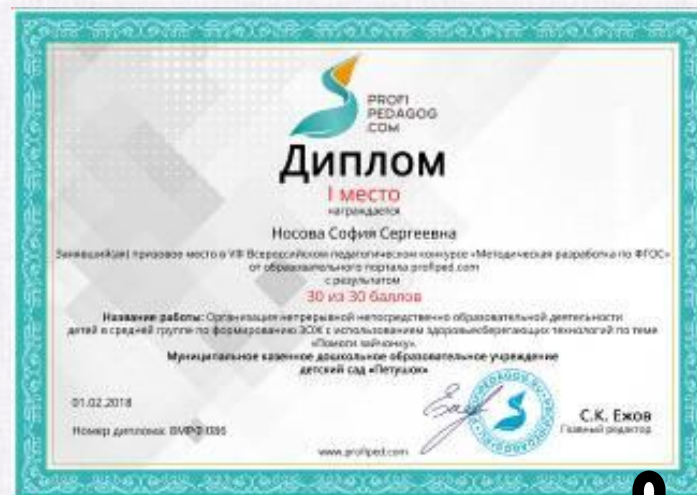 PROFI
PEDAGOG
.COM
Диплом
I место
награждается
Носова София Сергеевна
Занявший(ая) призовое место в Всероссийском педагогическом конкурсе «Методическая разработка по ФГОС»
от образовательного портала profiped.com
с результатом
30 из 30 баллов
Название работы: Организация непрерывной непосредственно образовательной деятельности
детей в средней группе по формированию ЗОЖ с использованием здоровьесберегающих технологий по теме
«Помоги зайчонку».
Муниципальное казенное дошкольное образовательное учреждение
детский сад «Петушок»
01.02.2018
С.К. Ежов
Номер диплома:
Главный редактор
www.profiped.com